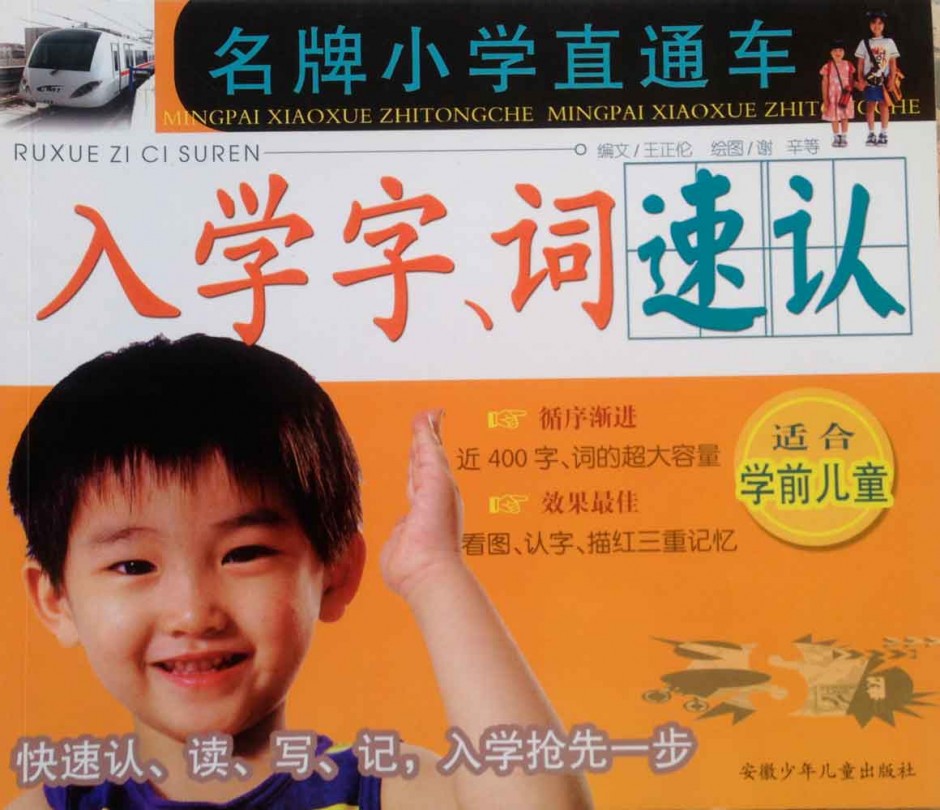 名牌小学直通车
MINGPAI XIAOXUE ZHITONGCHE MINGPAI XIAOXUE ZHITONGCHE
RUXUE ZI CI SUREN
编文/王正伦 绘图/谢 辛等
入学字、词速认
循序渐进
近400字、词的超大容量
效果最佳
看图、认字、描红三重记忆
适合
学前儿童
快速认、读、写、记，入学抢先一步
安徽少年儿童出版社